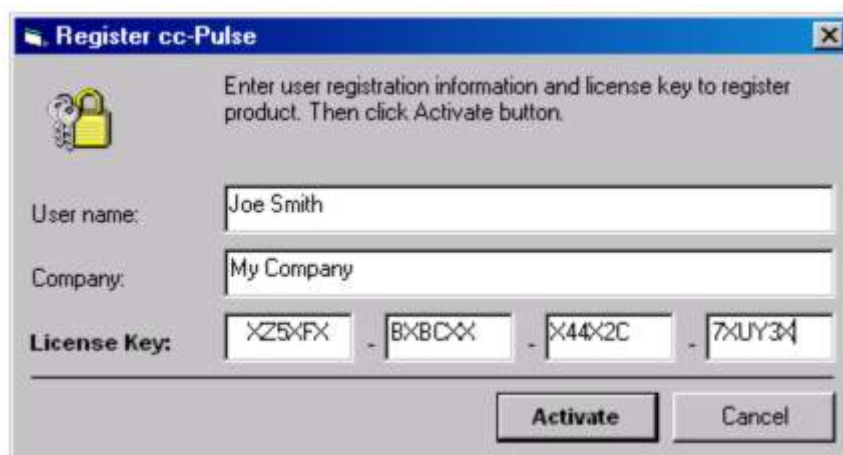 Register cc-Pulse
Enter user registration information and license key to register
product. Then click Activate button.
User name: Joe Smith
Company: My Company
License Key: XZ5XFX - BXBCXX - X44X2C - 7XUY3X
Activate Cancel